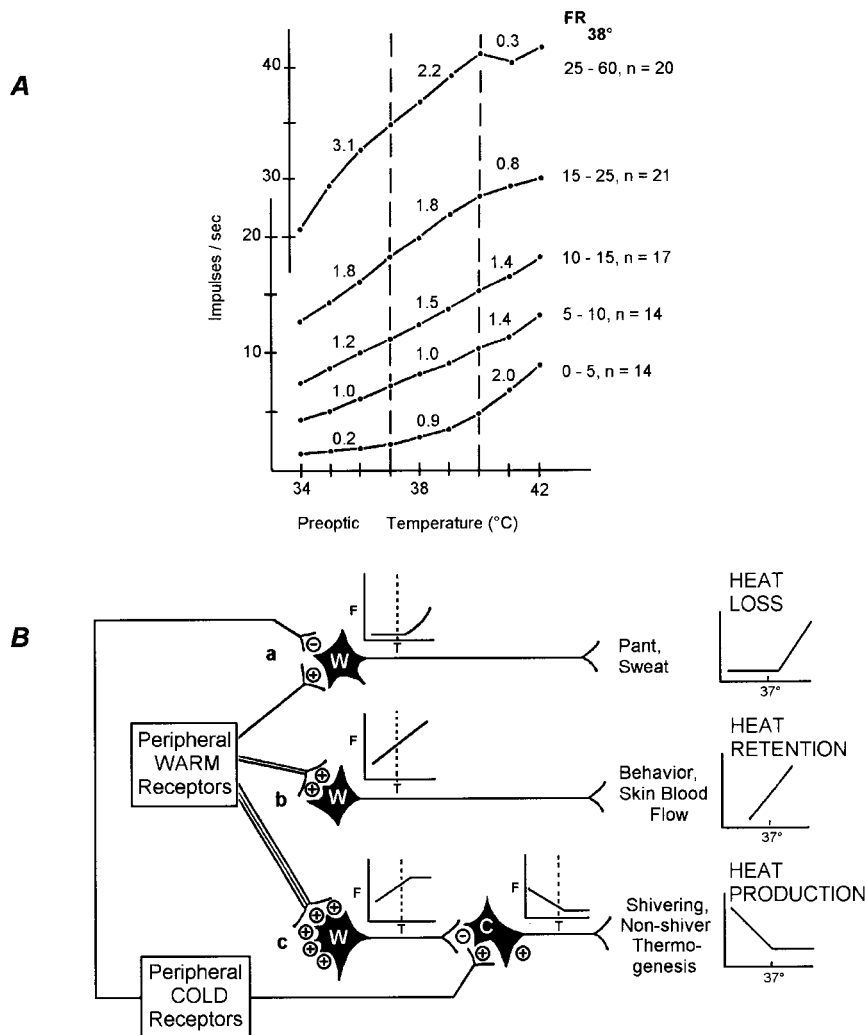 A
FR
38°
40
30
20
10
Impulses / sec
3.1
2.2
0.3
25 - 60, n = 20
1.8
1.8
0.8
15 - 25, n = 21
1.2
1.5
1.4
10 - 15, n = 17
1.0
1.0
1.4
5 - 10, n = 14
0.2
0.9
2.0
0 - 5, n = 14
34
38
42
Preoptic Temperature (°C)
B
a
−
+
W
F
T
Pant,
Sweat
HEAT
LOSS
37°
Peripheral
WARM
Receptors
b
+
+
W
F
T
Behavior,
Skin Blood
Flow
HEAT
RETENTION
37°
c
+
+
+
+
+
W
F
T
−
+
C
+
F
T
Shivering,
Non-shiver
Thermo-
genesis
HEAT
PRODUCTION
37°
Peripheral
COLD
Receptors